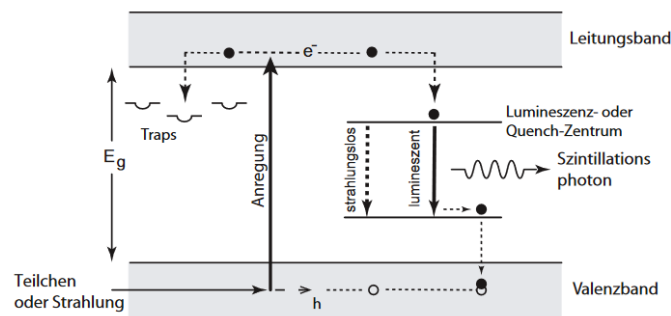 Leitungsband
e⁻
Traps
E_g
Anregung
strahlungslos
lumineszent
Lumineszenz- oder
Quench-Zentrum
Szintillations
photon
Teilchen
oder Strahlung
h
Valenzband